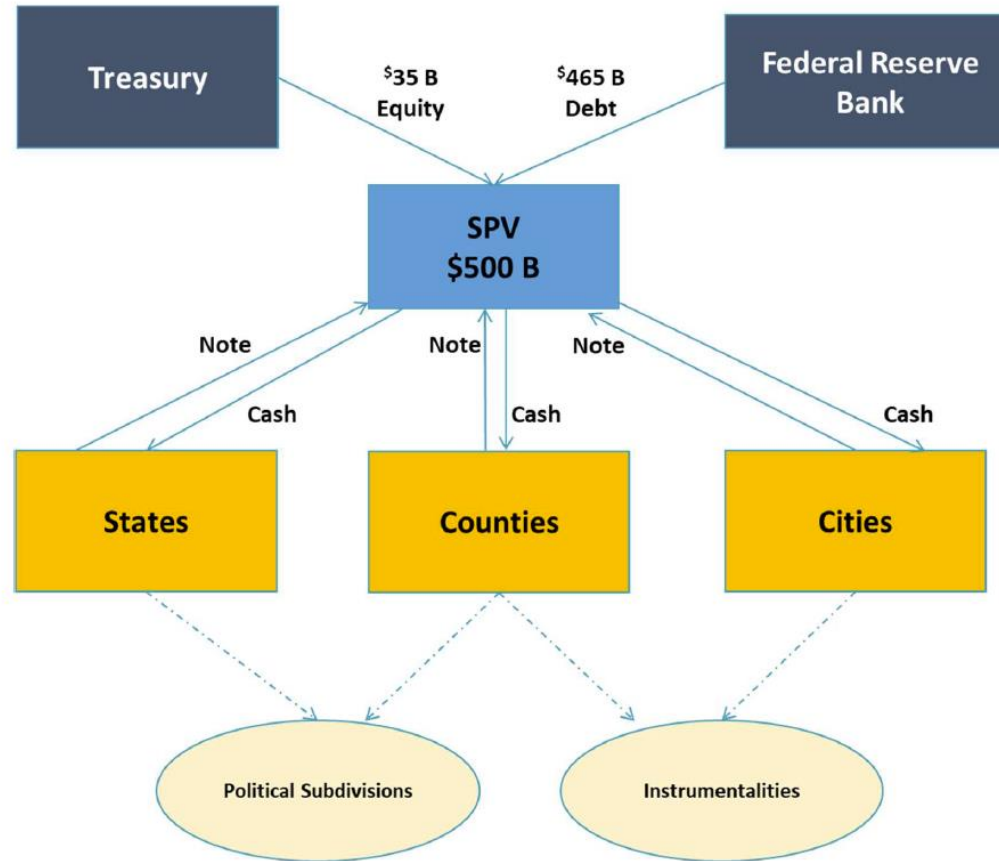 Treasury
$35 B
Equity
$465 B
Debt
Federal Reserve
Bank
SPV
$500 B
Note
Cash
Note
Cash
Note
Cash
States
Counties
Cities
Political Subdivisions
Instrumentalities